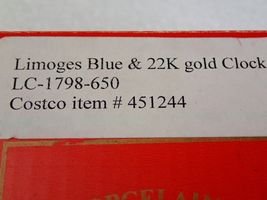 Limoges Blue & 22K gold Clock
LC-1798-650
Costco item # 451244